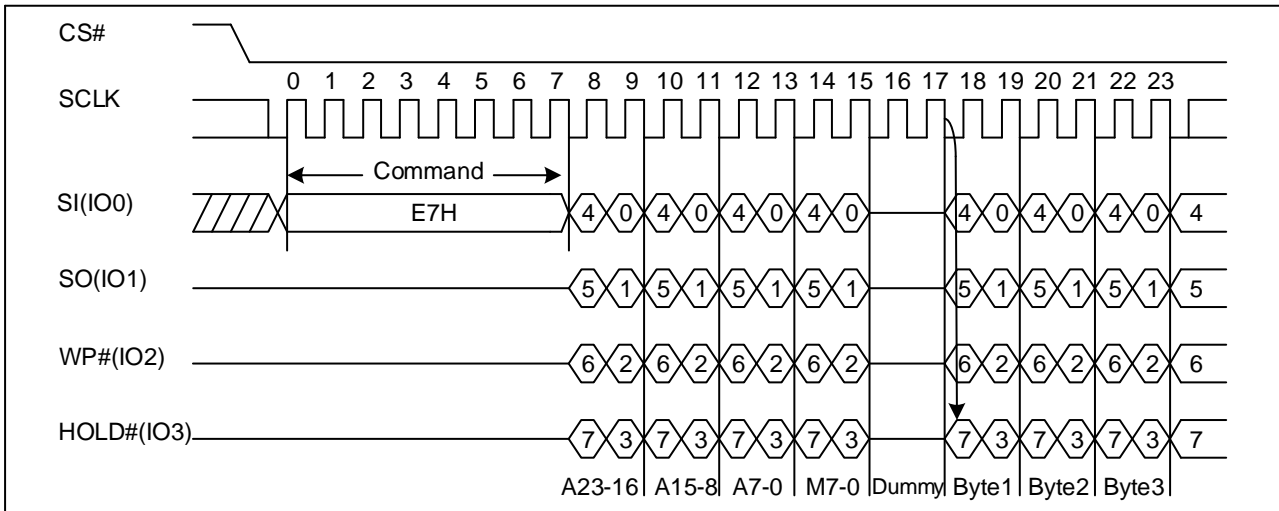 CS#
0 1 2 3 4 5 6 7 8 9 10 11 12 13 14 15 16 17 18 19 20 21 22 23
SCLK
Command
SI(IO0) E7H 4 0 4 0 4 0 4 0 4 0 4 0 4 0 4
SO(IO1) 5 1 5 1 5 1 5 1 5 1 5 1 5 1 5
WP#(IO2) 6 2 6 2 6 2 6 2 6 2 6 2 6 2 6
HOLD#(IO3) 7 3 7 3 7 3 7 3 7 3 7 3 7 3 7
A23-16 A15-8 A7-0 M7-0 Dummy Byte1 Byte2 Byte3